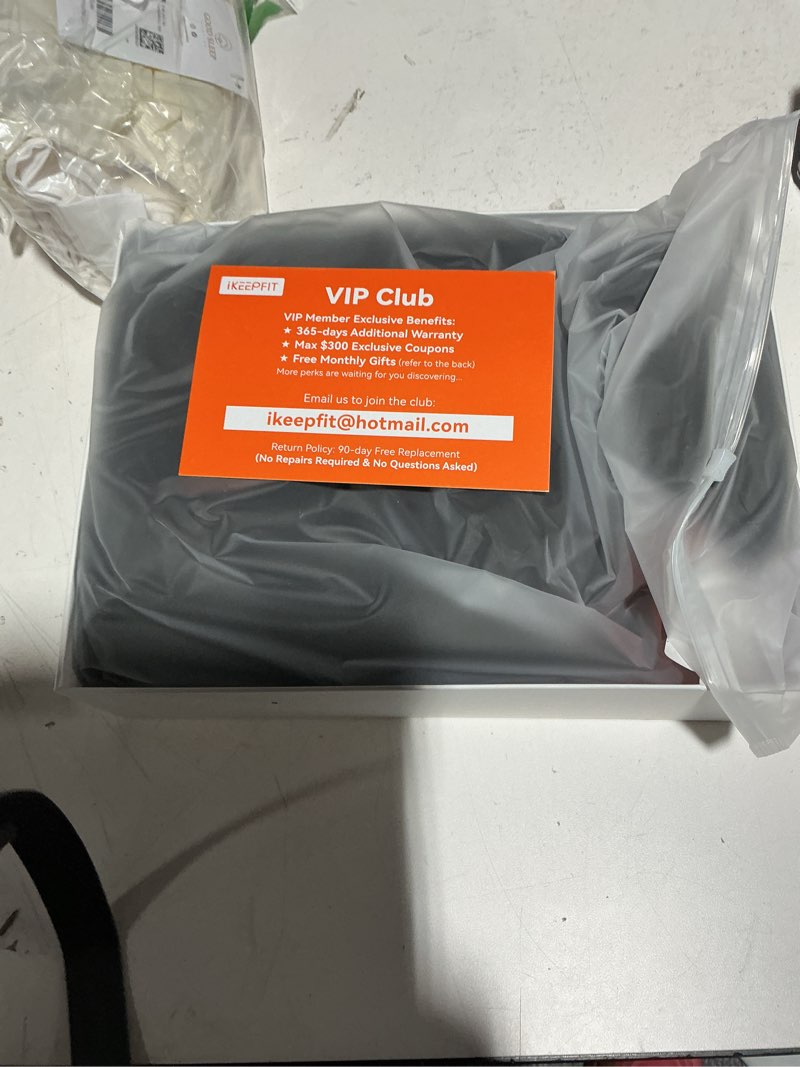 iKEEPFIT
VIP Club
VIP Member Exclusive Benefits:
★ 365-days Additional Warranty
★ Max $300 Exclusive Coupons
★ Free Monthly Gifts (refer to the back)
More perks are waiting for you discovering...
Email us to join the club:
ikeepfit@hotmail.com
Return Policy: 90-day Free Replacement
(No Repairs Required & No Questions Asked)